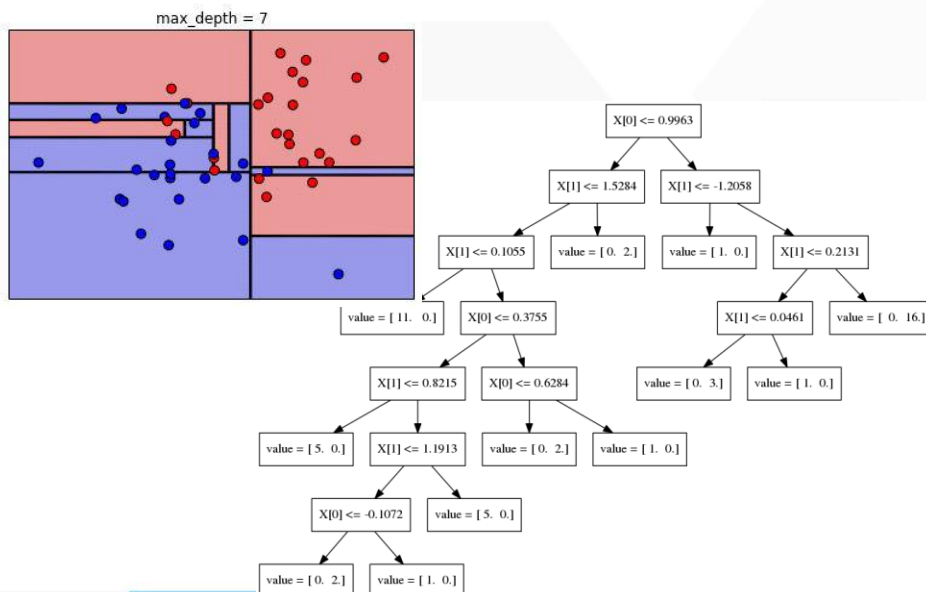 max_depth = 7
X[0] <= 0.9963
X[1] <= 1.5284
X[1] <= -1.2058
X[1] <= 0.1055
value = [ 0.  2.]
value = [ 1.  0.]
X[1] <= 0.2131
value = [ 11.   0.]
X[0] <= 0.3755
X[1] <= 0.0461
value = [  0.  16.]
X[1] <= 0.8215
X[0] <= 0.6284
value = [ 0.  3.]
value = [ 1.  0.]
value = [ 5.  0.]
X[1] <= 1.1913
value = [ 0.  2.]
value = [ 1.  0.]
X[0] <= -0.1072
value = [ 5.  0.]
value = [ 0.  2.]
value = [ 1.  0.]